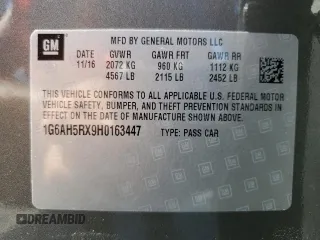 GM
MFD BY GENERAL MOTORS LLC
DATE GVWR GAWR FRT GAWR RR
11/16 2072 KG 960 KG 1112 KG
4567 LB 2115 LB 2452 LB
THIS VEHICLE CONFORMS TO ALL APPLICABLE U.S. FEDERAL MOTOR
VEHICLE SAFETY, BUMPER, AND THEFT PREVENTION STANDARDS
IN EFFECT ON THE DATE OF MANUFACTURE SHOWN ABOVE.
1G6AH5RX9H0163447 TYPE: PASS CAR
DREAMBID